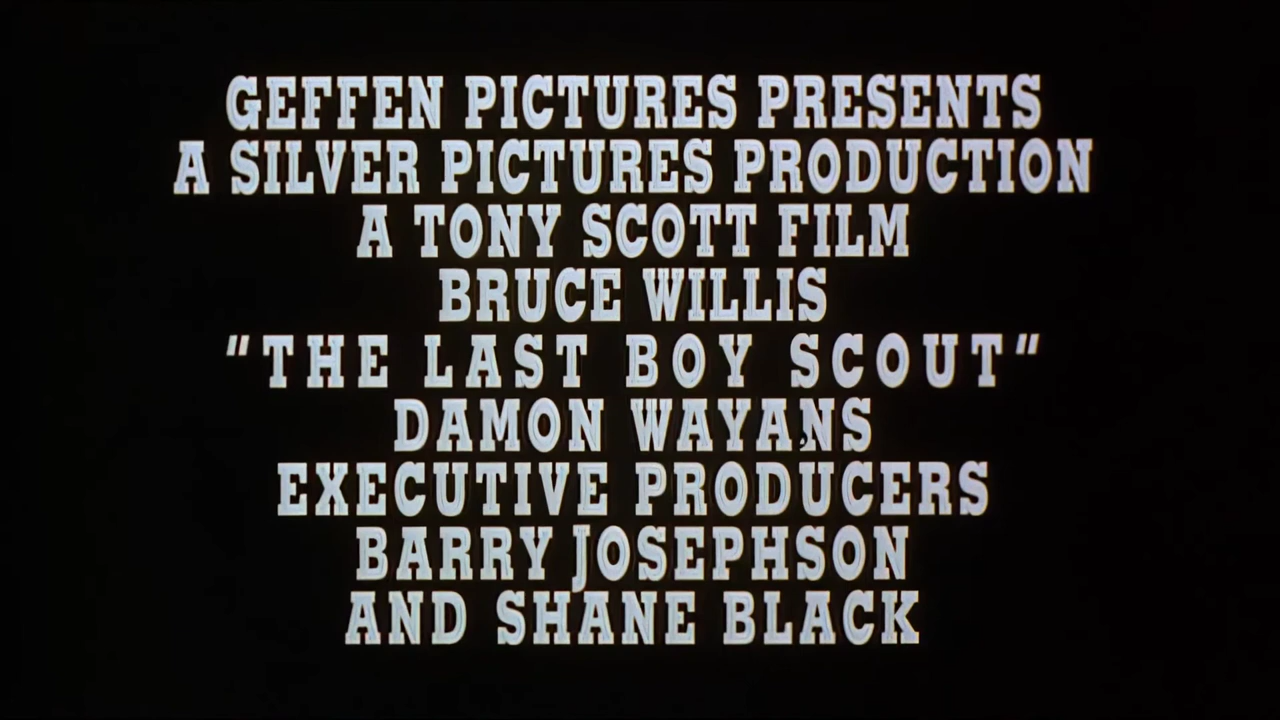 GEFFEN PICTURES PRESENTS
A SILVER PICTURES PRODUCTION
A TONY SCOTT FILM
BRUCE WILLIS
"THE LAST BOY SCOUT"
DAMON WAYANS
EXECUTIVE PRODUCERS
BARRY JOSEPHSON
AND SHANE BLACK